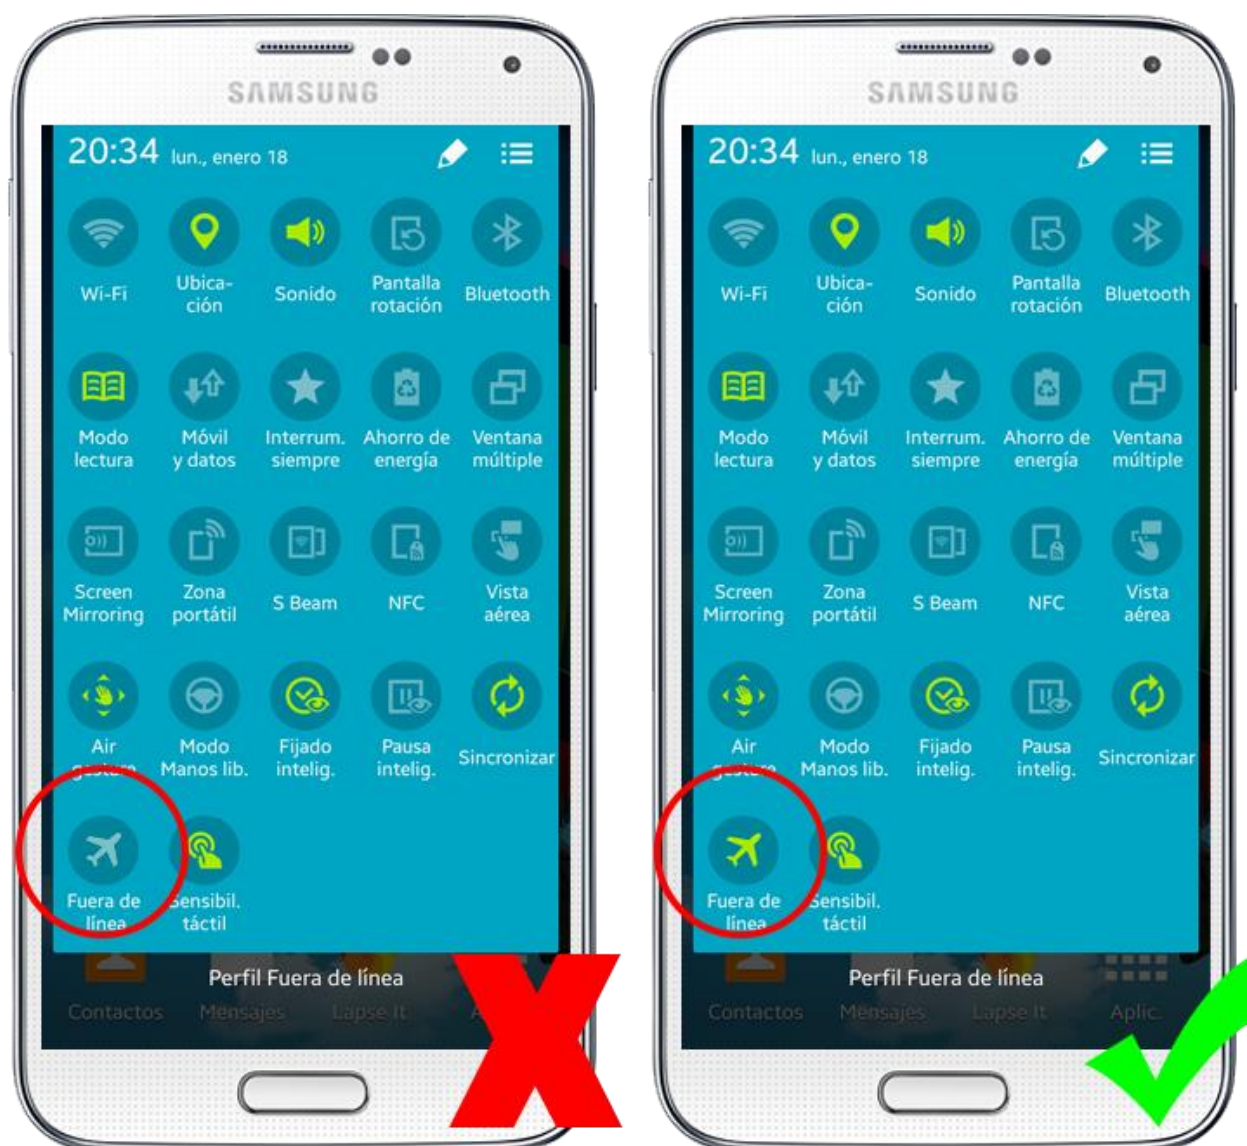 SAMSUNG
20:34 lun., enero 18
Wi-Fi
Ubica-
ción
Sonido
Pantalla
rotación
Bluetooth
Modo
lectura
Móvil
y datos
Interrum.
siempre
Ahorro de
energía
Ventana
múltiple
Screen
Mirroring
Zona
portátil
S Beam
NFC
Vista
aérea
Air
gesture
Modo
Manos lib.
Fijado
intelig.
Pausa
intelig.
Sincronizar
Fuera de
línea
Sensibil.
táctil
Perfil Fuera de línea
Contactos
Mensajes
Lapse It
SAMSUNG
20:34 lun., enero 18
Wi-Fi
Ubica-
ción
Sonido
Pantalla
rotación
Bluetooth
Modo
lectura
Móvil
y datos
Interrum.
siempre
Ahorro de
energía
Ventana
múltiple
Screen
Mirroring
Zona
portátil
S Beam
NFC
Vista
aérea
Air
gesture
Modo
Manos lib.
Fijado
intelig.
Pausa
intelig.
Sincronizar
Fuera de
línea
Sensibil.
táctil
Perfil Fuera de línea
Contactos
Mensajes
Lapse It
Aplic.